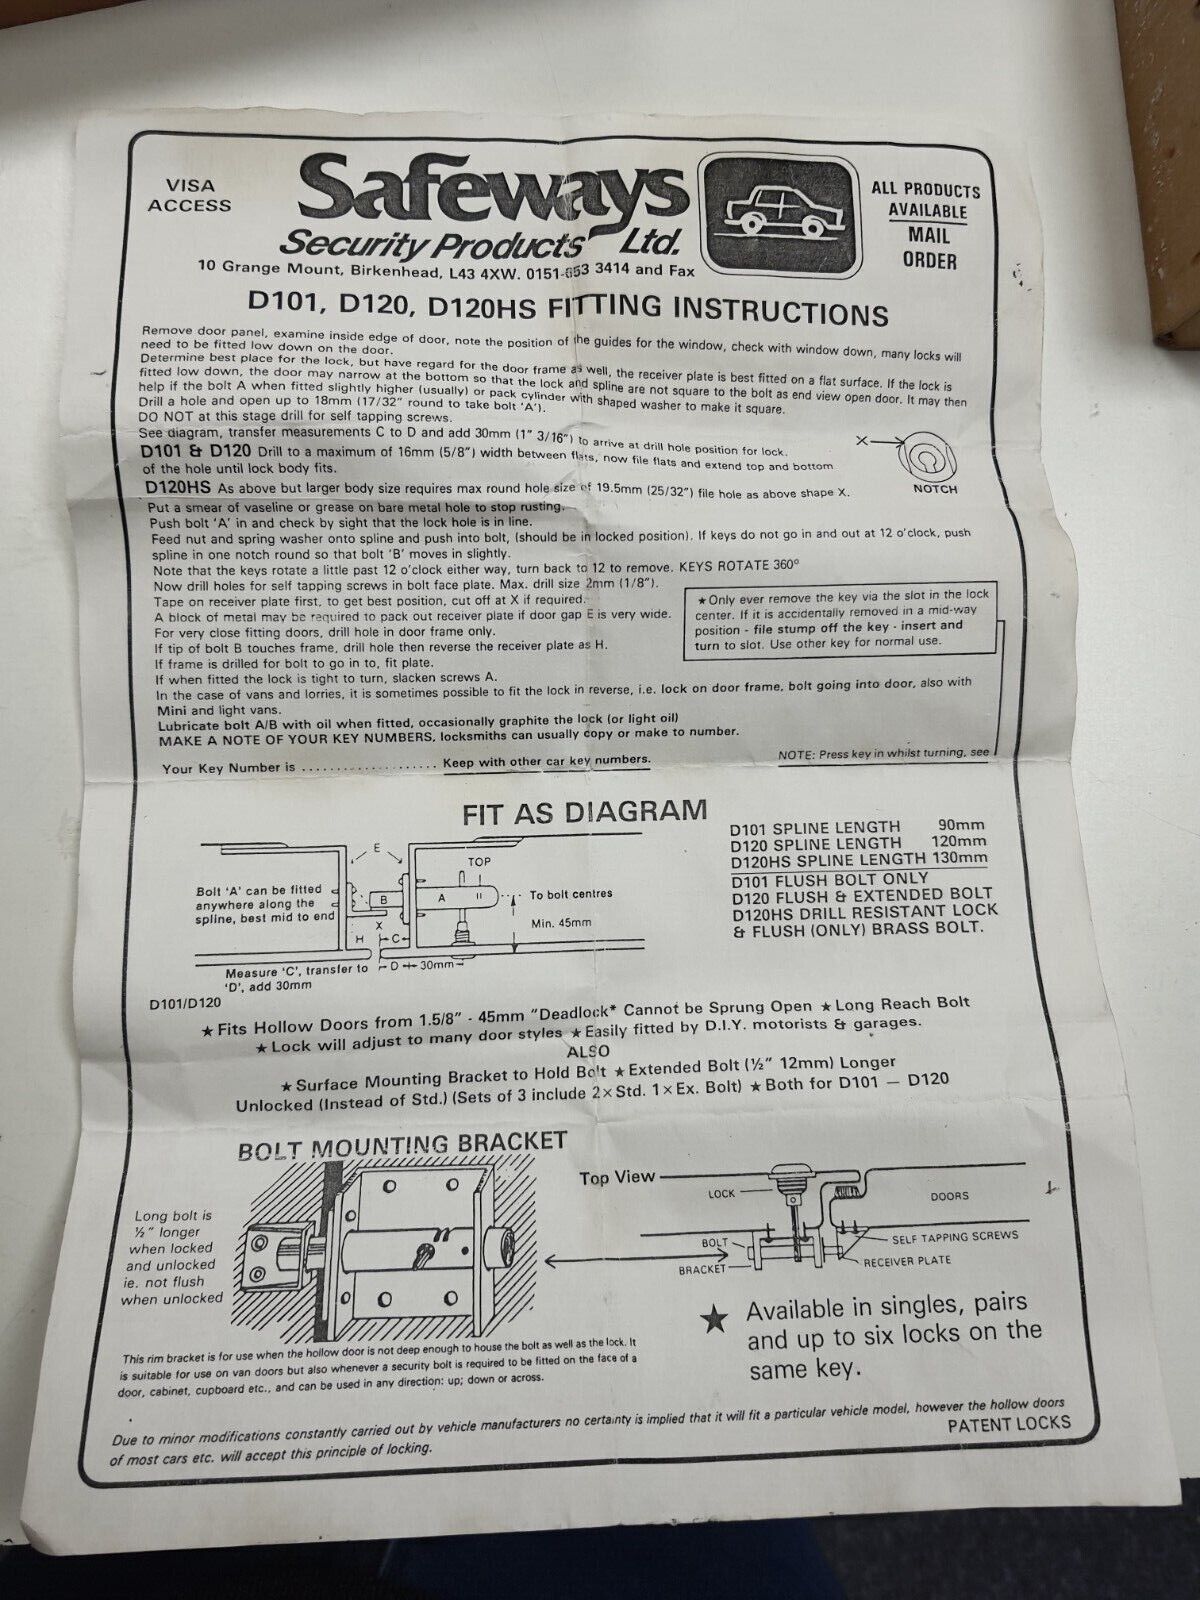 VISA
ACCESS
Safeways
Security Products Ltd.
ALL PRODUCTS
AVAILABLE
MAIL
ORDER
10 Grange Mount, Birkenhead, L43 4XW. 0151-653 3414 and Fax
D101, D120, D120HS FITTING INSTRUCTIONS
Remove door panel, examine inside edge of door, note the position of the guides for the window, check with window down, many locks will
need to be fitted low down on the door.
Determine best place for the lock, but have regard for the door frame as well, the receiver plate is best fitted on a flat surface. If the lock is
fitted low down, the door may narrow at the bottom so that the lock and spline are not square to the bolt as end view open door. It may then
help if the bolt A when fitted slightly higher (usually) or pack cylinder with shaped washer to make it square.
Drill a hole and open up to 18mm (17/32" round to take bolt 'A').
DO NOT at this stage drill for self tapping screws.
See diagram, transfer measurements C to D and add 30mm (1" 3/16") to arrive at drill hole position for lock.
D101 & D120 Drill to a maximum of 16mm (5/8") width between flats, now file flats and extend top and bottom
of the hole until lock body fits.
X
NOTCH
D120HS As above but larger body size requires max round hole size of 19.5mm (25/32") file hole as above shape X.
Put a smear of vaseline or grease on bare metal hole to stop rusting.
Push bolt 'A' in and check by sight that the lock hole is in line.
Feed nut and spring washer onto spline and push into bolt, (should be in locked position). If keys do not go in and out at 12 o'clock, push
spline in one notch round so that bolt 'B' moves in slightly.
Note that the keys rotate a little past 12 o'clock either way, turn back to 12 to remove. KEYS ROTATE 360°
Now drill holes for self tapping screws in bolt face plate. Max. drill size 2mm (1/8").
Tape on receiver plate first, to get best position, cut off at X if required.
A block of metal may be required to pack out receiver plate if door gap E is very wide.
For very close fitting doors, drill hole in door frame only.
If tip of bolt B touches frame, drill hole then reverse the receiver plate as H.
If frame is drilled for bolt to go in to, fit plate.
If when fitted the lock is tight to turn, slacken screws A.
★ Only ever remove the key via the slot in the lock
center. If it is accidentally removed in a mid-way
position - file stump off the key - insert and
turn to slot. Use other key for normal use.
In the case of vans and lorries, it is sometimes possible to fit the lock in reverse, i.e. lock on door frame, bolt going into door, also with
Mini and light vans.
Lubricate bolt A/B with oil when fitted, occasionally graphite the lock (or light oil)
MAKE A NOTE OF YOUR KEY NUMBERS, locksmiths can usually copy or make to number.
Your Key Number is .................... Keep with other car key numbers.
NOTE: Press key in whilst turning, see
FIT AS DIAGRAM
E
TOP
Bolt 'A' can be fitted
anywhere along the
spline, best mid to end
B
A
II
To bolt centres
Min. 45mm
X
H
C
D
30mm
Measure 'C', transfer to
'D', add 30mm
D101/D120
D101 SPLINE LENGTH 90mm
D120 SPLINE LENGTH 120mm
D120HS SPLINE LENGTH 130mm
D101 FLUSH BOLT ONLY
D120 FLUSH & EXTENDED BOLT
D120HS DRILL RESISTANT LOCK
& FLUSH (ONLY) BRASS BOLT.
★ Fits Hollow Doors from 1.5/8" - 45mm "Deadlock* Cannot be Sprung Open ★ Long Reach Bolt
★ Lock will adjust to many door styles ★ Easily fitted by D.I.Y. motorists & garages.
ALSO
★ Surface Mounting Bracket to Hold Bolt ★ Extended Bolt (½" 12mm) Longer
Unlocked (Instead of Std.) (Sets of 3 include 2×Std. 1×Ex. Bolt) ★ Both for D101 — D120
BOLT MOUNTING BRACKET
Long bolt is
½" longer
when locked
and unlocked
ie. not flush
when unlocked
Top View
LOCK
DOORS
BOLT
BRACKET
SELF TAPPING SCREWS
RECEIVER PLATE
★ Available in singles, pairs
and up to six locks on the
same key.
This rim bracket is for use when the hollow door is not deep enough to house the bolt as well as the lock. It
is suitable for use on van doors but also whenever a security bolt is required to be fitted on the face of a
door, cabinet, cupboard etc., and can be used in any direction: up; down or across.
Due to minor modifications constantly carried out by vehicle manufacturers no certainty is implied that it will fit a particular vehicle model, however the hollow doors
of most cars etc. will accept this principle of locking.
PATENT LOCKS